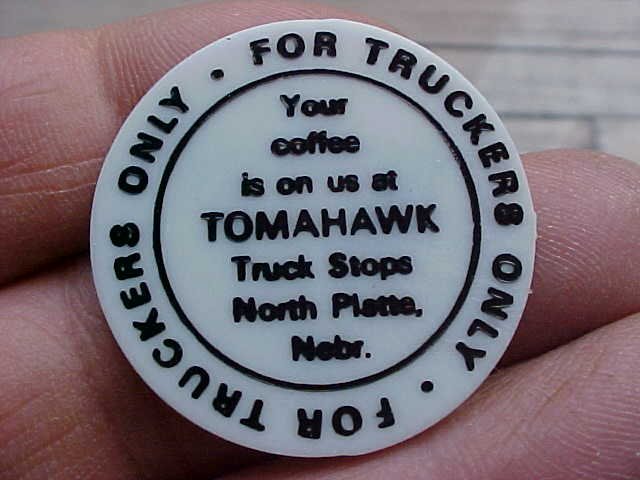 FOR TRUCKERS ONLY • FOR TRUCKERS ONLY •
Your
coffee
is on us at
TOMAHAWK
Truck Stops
North Platte,
Nebr.